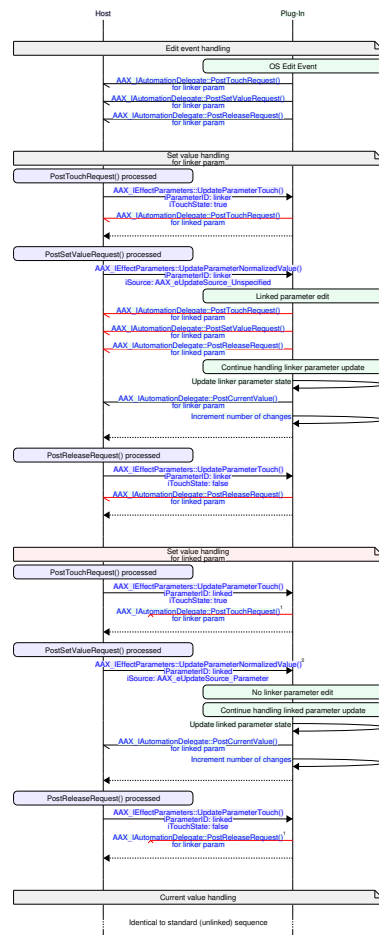 Host
Plug-In
Edit event handling
OS Edit Event
AAX_IAutomationDelegate::PostTouchRequest()
for linker param
AAX_IAutomationDelegate::PostSetValueRequest()
for linker param
AAX_IAutomationDelegate::PostReleaseRequest()
for linker param
Set value handling
for linker param
PostTouchRequest() processed
AAX_IEffectParameters::UpdateParameterTouch()
iParameterID: linker
iTouchState: true
AAX_IAutomationDelegate::PostTouchRequest()
for linked param
PostSetValueRequest() processed
AAX_IEffectParameters::UpdateParameterNormalizedValue()
iParameterID: linker
iSource: AAX_eUpdateSource_Unspecified
Linked parameter edit
AAX_IAutomationDelegate::PostTouchRequest()
for linked param
AAX_IAutomationDelegate::PostSetValueRequest()
for linked param
AAX_IAutomationDelegate::PostReleaseRequest()
for linked param
Continue handling linker parameter update
Update linker parameter state
AAX_IAutomationDelegate::PostCurrentValue()
for linker param
Increment number of changes
PostReleaseRequest() processed
AAX_IEffectParameters::UpdateParameterTouch()
iParameterID: linker
iTouchState: false
AAX_IAutomationDelegate::PostReleaseRequest()
for linked param
Set value handling
for linked param
PostTouchRequest() processed
AAX_IEffectParameters::UpdateParameterTouch()
iParameterID: linked
iTouchState: true
AAX_IAutomationDelegate::PostTouchRequest()¹
for linker param
PostSetValueRequest() processed
AAX_IEffectParameters::UpdateParameterNormalizedValue()²
iParameterID: linked
iSource: AAX_eUpdateSource_Parameter
No linker parameter edit
Continue handling linked parameter update
Update linked parameter state
AAX_IAutomationDelegate::PostCurrentValue()
for linked param
Increment number of changes
PostReleaseRequest() processed
AAX_IEffectParameters::UpdateParameterTouch()
iParameterID: linked
iTouchState: false
AAX_IAutomationDelegate::PostReleaseRequest()¹
for linker param
Current value handling
Identical to standard (unlinked) sequence